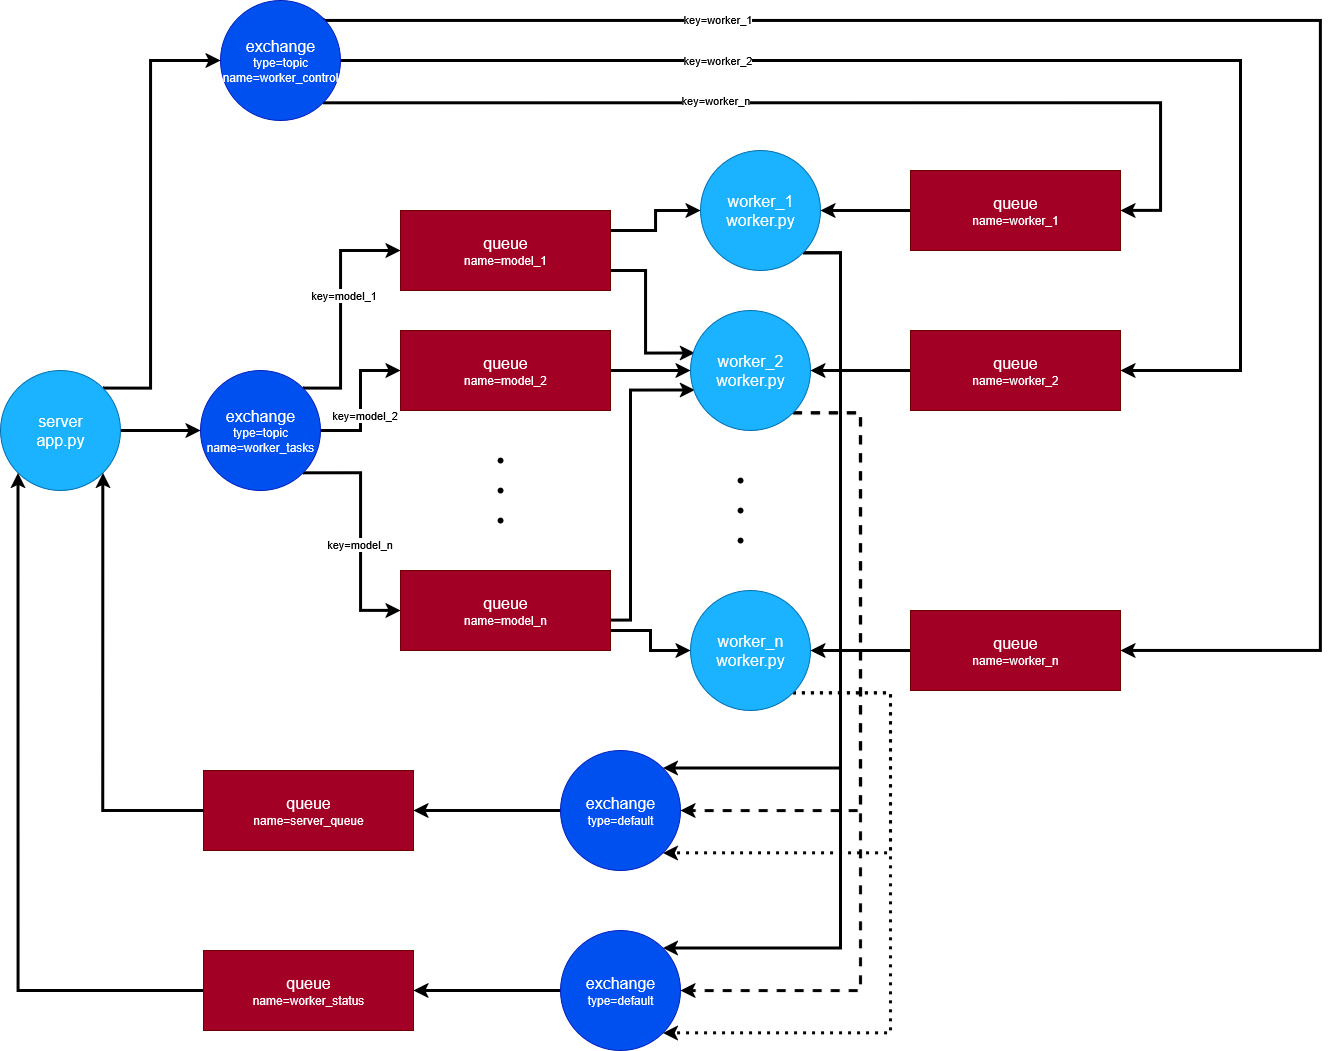 key=worker_1
exchange
type=topic
name=worker_control
key=worker_2
key=worker_n
worker_1
worker.py
queue
name=worker_1
queue
name=model_1
key=model_1
queue
name=model_2
worker_2
worker.py
queue
name=worker_2
server
app.py
exchange
type=topic
name=worker_tasks
key=model_2
key=model_n
queue
name=model_n
worker_n
worker.py
queue
name=worker_n
queue
name=server_queue
exchange
type=default
queue
name=worker_status
exchange
type=default